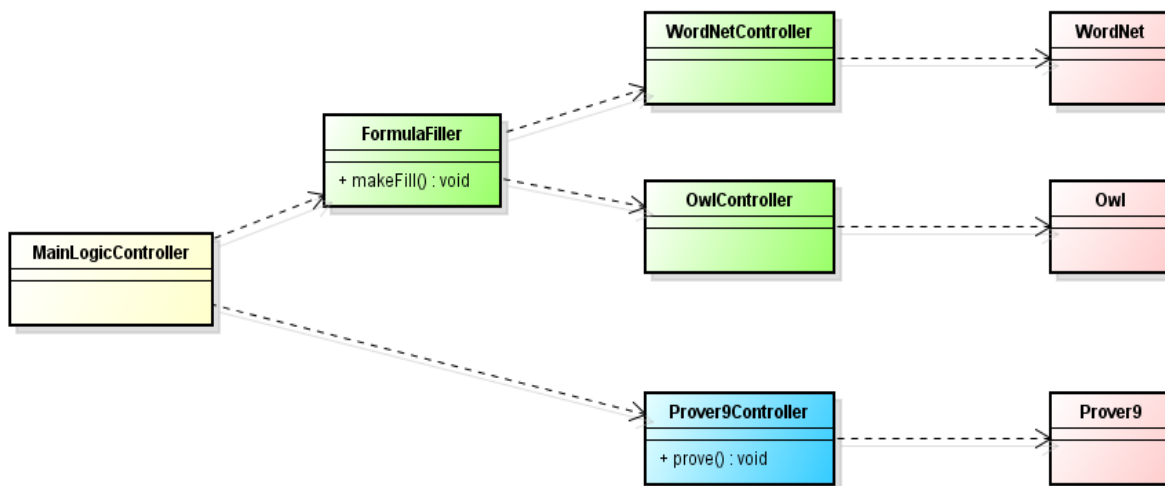 WordNetController
WordNet
FormulaFiller
+ makeFill() : void
OwlController
Owl
MainLogicController
Prover9Controller
+ prove() : void
Prover9